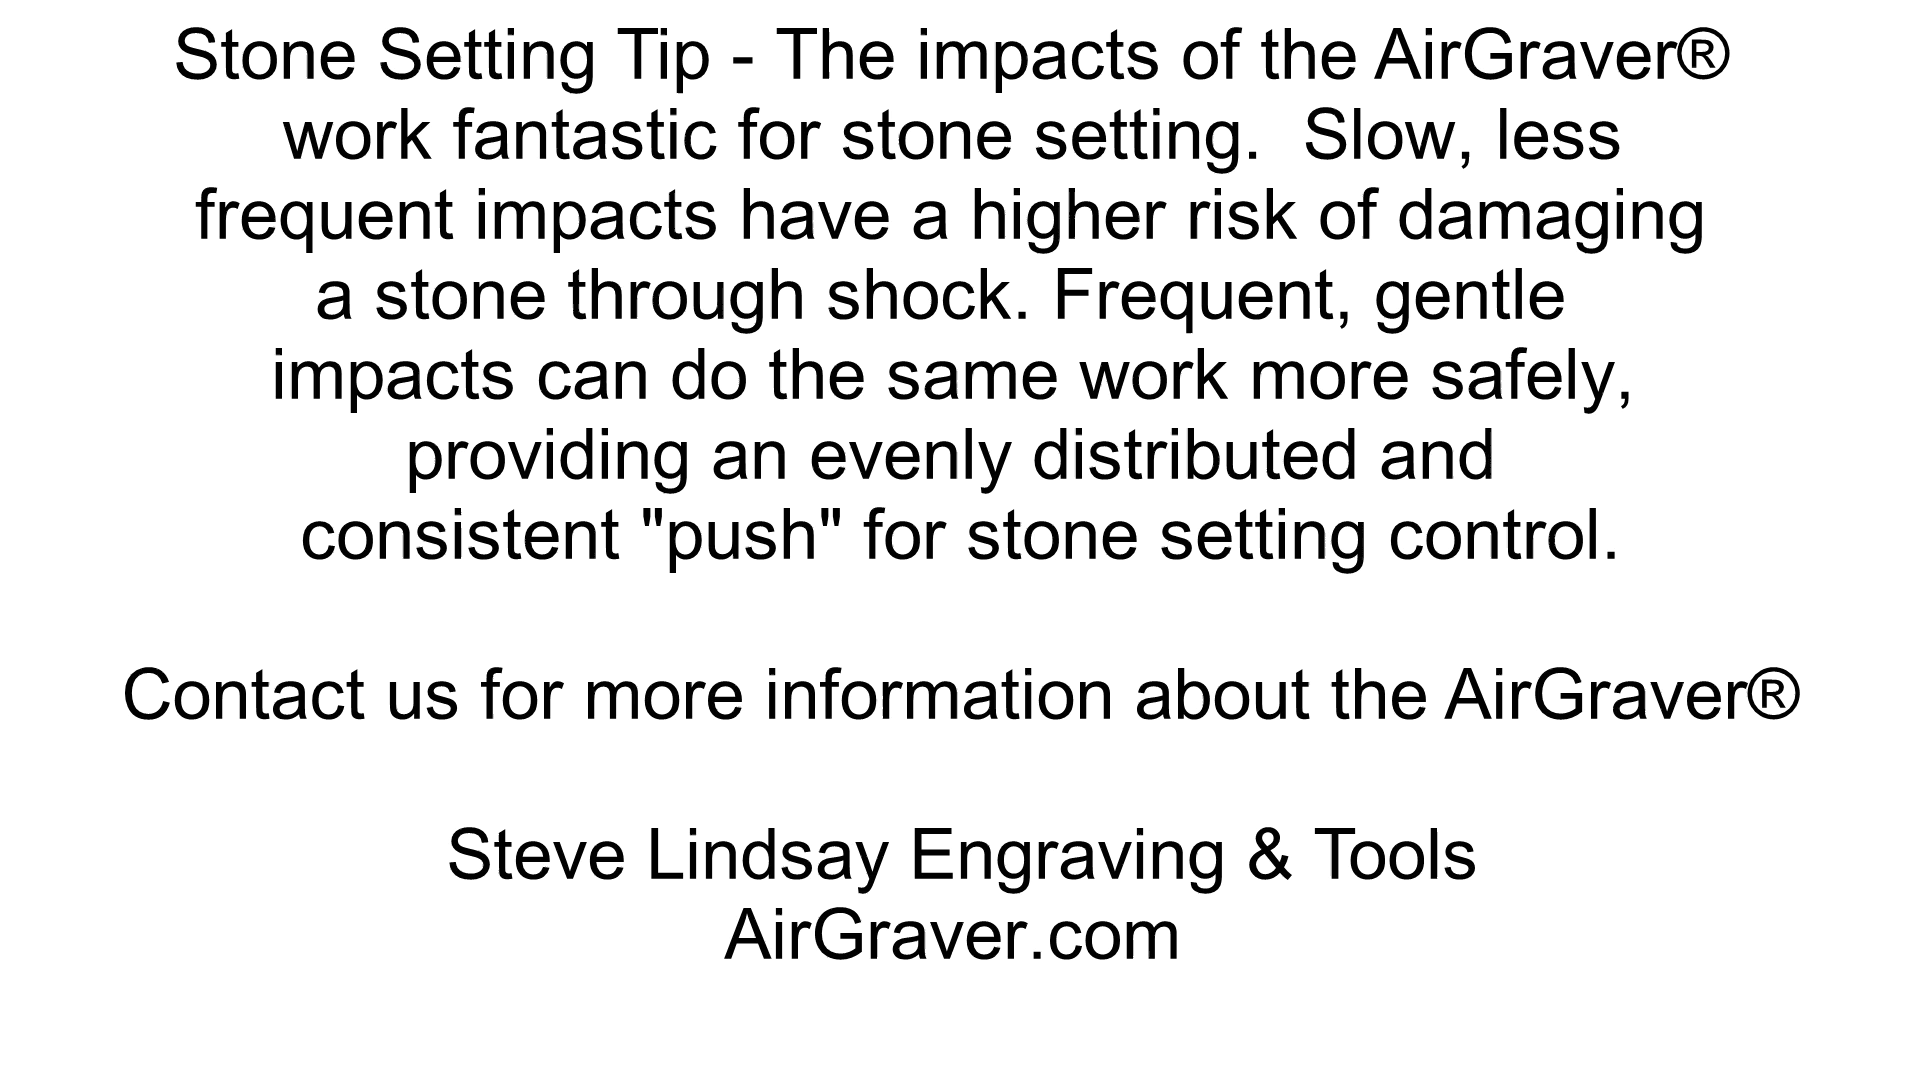 Stone Setting Tip - The impacts of the AirGraver®
work fantastic for stone setting.  Slow, less
frequent impacts have a higher risk of damaging
a stone through shock. Frequent, gentle
impacts can do the same work more safely,
providing an evenly distributed and
consistent "push" for stone setting control.
Contact us for more information about the AirGraver®
Steve Lindsay Engraving & Tools
AirGraver.com